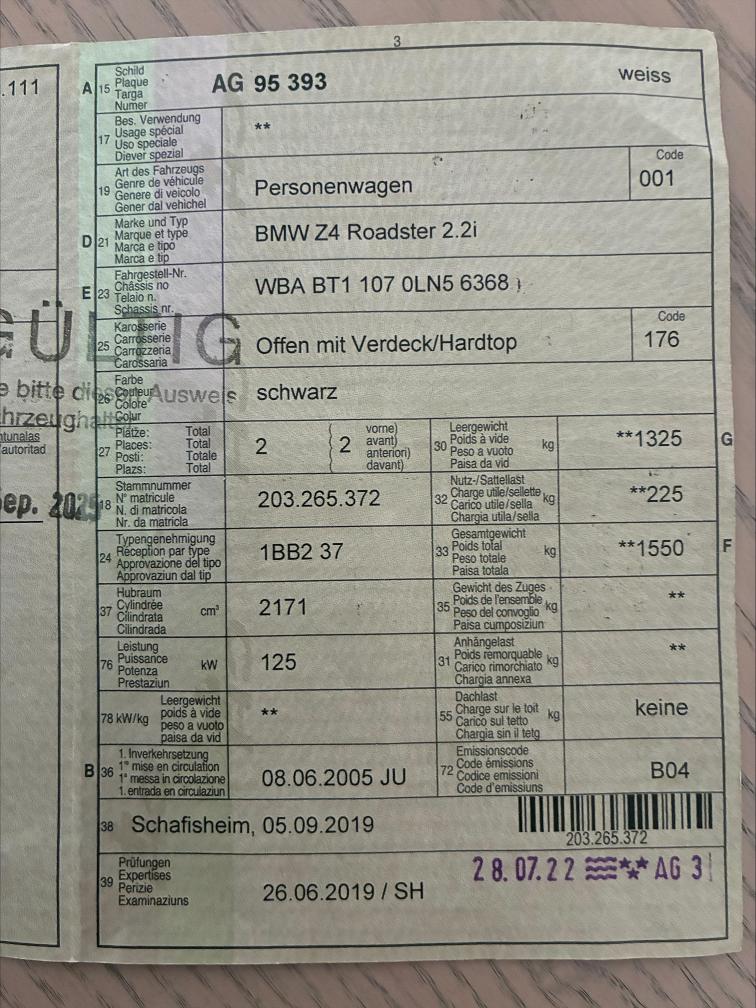 3
.111
A 15 Schild
Plaque
Targa
Numer
AG 95 393
weiss
17 Bes. Verwendung
Usage spécial
Uso speciale
Diever spezial
**
19 Art des Fahrzeugs
Genre de véhicule
Genere di veicolo
Gener dal vehichel
Personenwagen
Code
001
D 21 Marke und Typ
Marque et type
Marca e tipo
Marca e tip
BMW Z4 Roadster 2.2i
E 23 Fahrgestell-Nr.
Châssis no
Telaio n.
Schassis nr.
WBA BT1 107 0LN5 6368
GÜLTIG
25 Karosserie
Carrosserie
Carrozzeria
Carossaria
Offen mit Verdeck/Hardtop
Code
176
e bitte Ausweis
26 Farbe
Couleur
Colore
Colur
schwarz
tunalas
autoritad
27 Plätze: Total
Places: Total
Posti: Totale
Plazs: Total
2
( 2 vorne)
avant)
anteriori)
davant)
30 Leergewicht
Poids à vide
Peso a vuoto
Paisa da vid
kg
**1325
G
ep. 2025
18 Stammnummer
N° matricule
N. di matricola
Nr. da matricla
203.265.372
32 Nutz-/Sattellast
Charge utile/sellette
Carico utile/sella
Chargia utila/sella
kg
**225
24 Typengenehmigung
Réception par type
Approvazione del tipo
Approvaziun dal tip
1BB2 37
33 Gesamtgewicht
Poids total
Peso totale
Paisa totala
kg
**1550
F
37 Hubraum
Cylindrée
Cilindrata
Cilindrada
cm³
2171
35 Gewicht des Zuges
Poids de l'ensemble
Peso del convoglio
Paisa cumposiziun
kg
**
76 Leistung
Puissance
Potenza
Prestaziun
kW
125
31 Anhängelast
Poids remorquable
Carico rimorchiato
Chargia annexa
kg
**
78 kW/kg Leergewicht
poids à vide
peso a vuoto
paisa da vid
**
55 Dachlast
Charge sur le toit
Carico sul tetto
Chargia sin il tetg
kg
keine
B 36 1. Inverkehrsetzung
1re mise en circulation
1a messa in circolazione
1. entrada en circulaziun
08.06.2005 JU
72 Emissionscode
Code émissions
Codice emissioni
Code d'emissiuns
B04
38 Schafisheim, 05.09.2019
203.265.372
39 Prüfungen
Expertises
Perizie
Examinaziuns
26.06.2019 / SH
28.07.22 AG 3